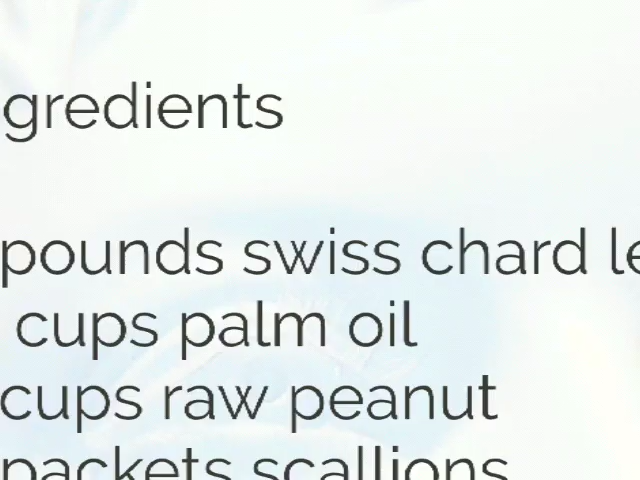 gredients
pounds swiss chard le
cups palm oil
cups raw peanut
packets scallions